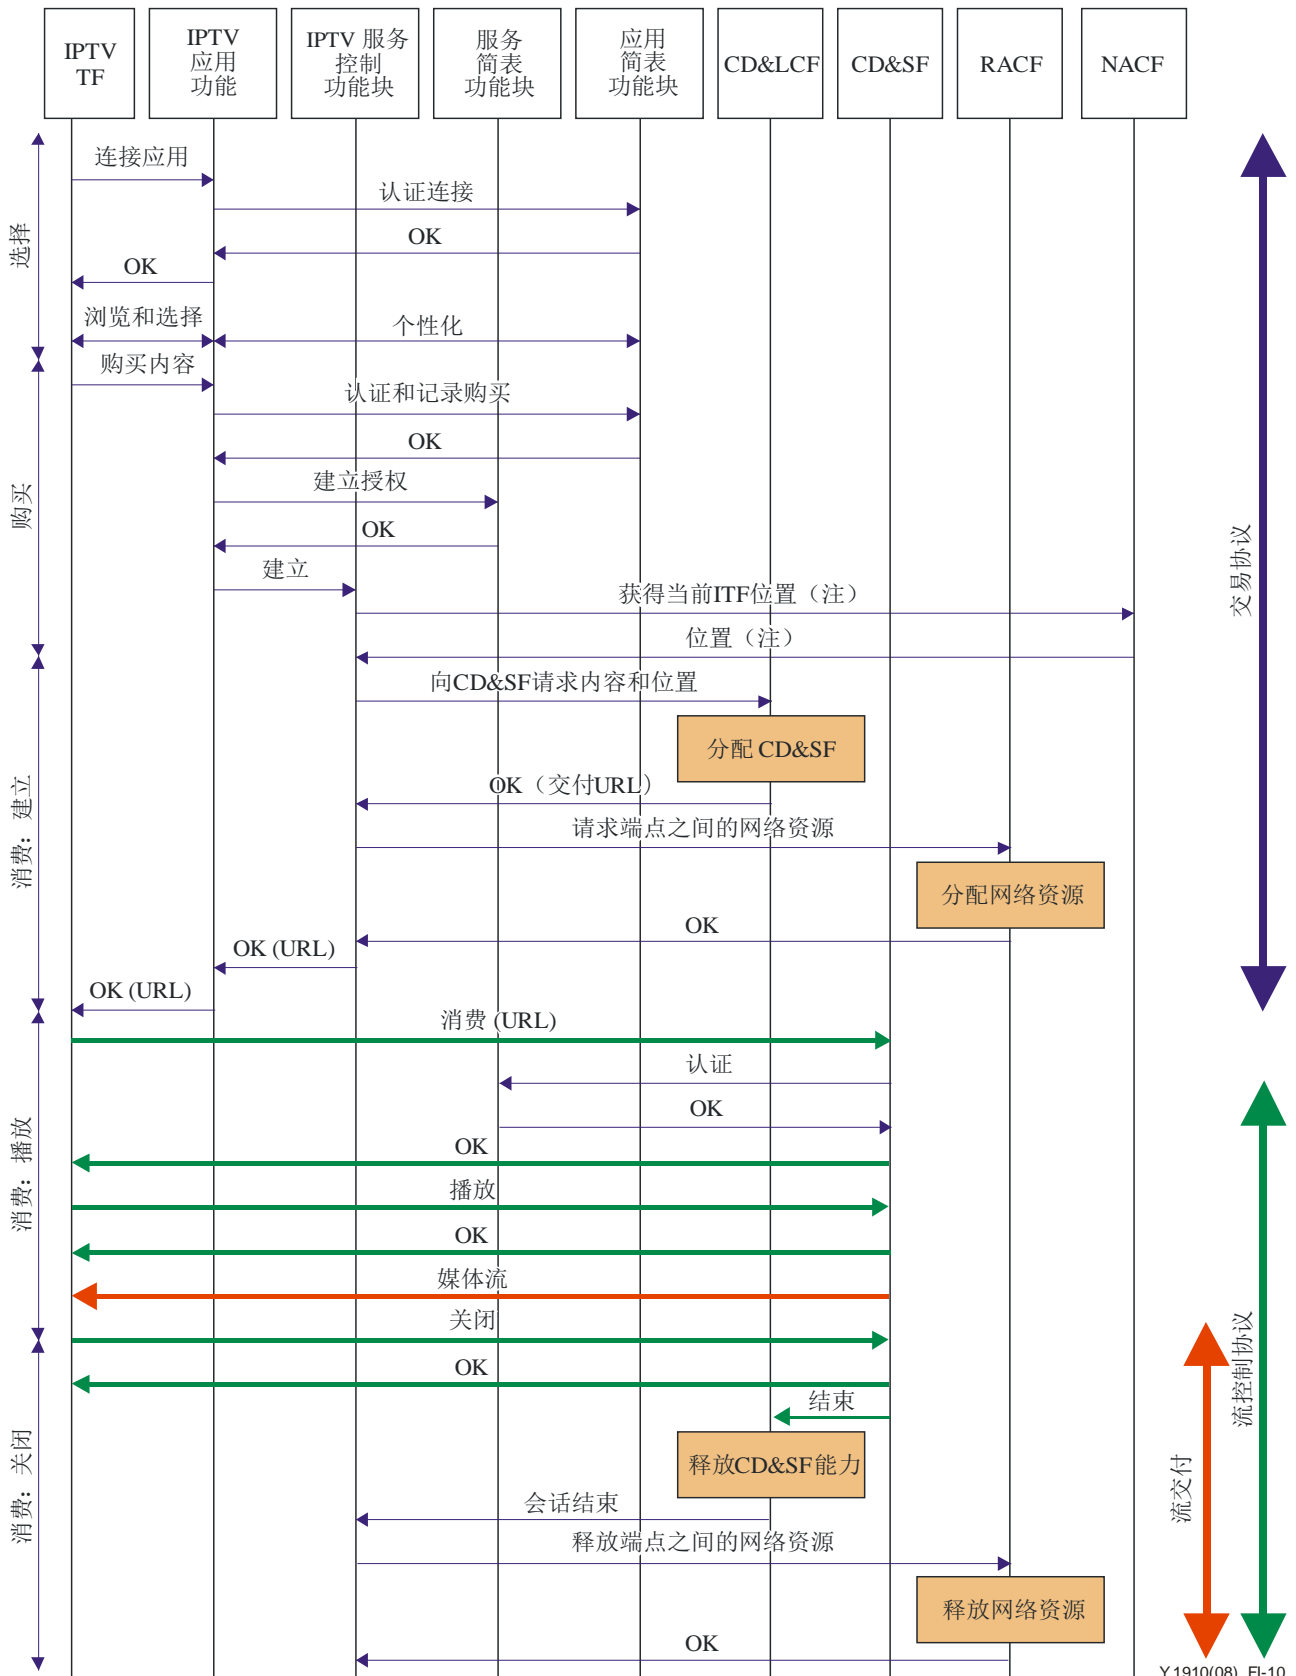 IPTV
TF
IPTV
应用
功能
IPTV 服务
控制
功能块
服务
简表
功能块
应用
简表
功能块
CD&LCF
CD&SF
RACF
NACF
选择
连接应用
认证连接
OK
OK
浏览和选择
个性化
购买
购买内容
认证和记录购买
OK
建立授权
OK
建立
获得当前ITF位置（注）
位置（注）
消费：建立
向CD&SF请求内容和位置
分配 CD&SF
OK（交付URL）
请求端点之间的网络资源
分配网络资源
OK
OK (URL)
OK (URL)
交易协议
消费：播放
消费 (URL)
认证
OK
OK
播放
OK
媒体流
关闭
消费：关闭
OK
结束
释放CD&SF能力
会话结束
释放端点之间的网络资源
释放网络资源
OK
流交付
流控制协议
Y.1910(08)_FI-10